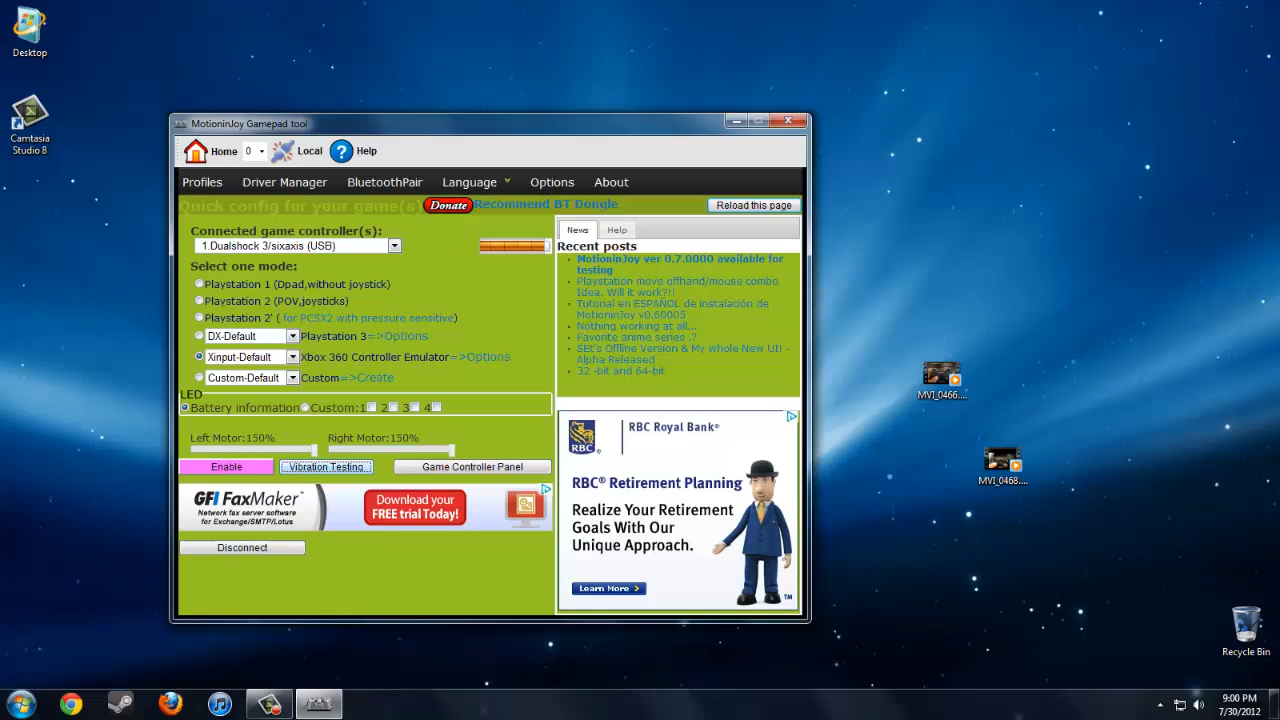 Desktop
Camtasia
Studio 8
MotioninJoy Gamepad tool
Home 0 Local ? Help
Profiles Driver Manager BluetoothPair Language Options About
Quick config for your game(s) Donate Recommend BT Dongle Reload this page
Connected game controller(s):
1.Dualshock 3/sixaxis (USB)
Select one mode:
Playstation 1 (Dpad,without joystick)
Playstation 2 (POV,joysticks)
Playstation 2' ( for PCSX2 with pressure sensitive)
DX-Default Playstation 3=>Options
Xinput-Default Xbox 360 Controller Emulator=>Options
Custom-Default Custom=>Create
LED
Battery information Custom:1 2 3 4
Left Motor:150% Right Motor:150%
Enable Vibration Testing Game Controller Panel
GFI FaxMaker™
Network fax server software
for Exchange/SMTP/Lotus
Download your
FREE trial Today!
Disconnect
News Help
Recent posts
MotioninJoy ver 0.7.0000 available for
testing
Playstation move offhand/mouse combo
Idea. Will it work?!!
Tutorial en ESPAÑOL de instalación de
MotioninJoy v0.60005
Nothing working at all...
Favorite anime series .?
SEt's Offline Version & My whole New UI! -
Alpha Released
32 -bit and 64-bit
RBC
RBC Royal Bank®
RBC® Retirement Planning
Realize Your Retirement
Goals With Our
Unique Approach.
Learn More >
™
MVI_0466....
MVI_0468....
Recycle Bin
9:00 PM
7/30/2012